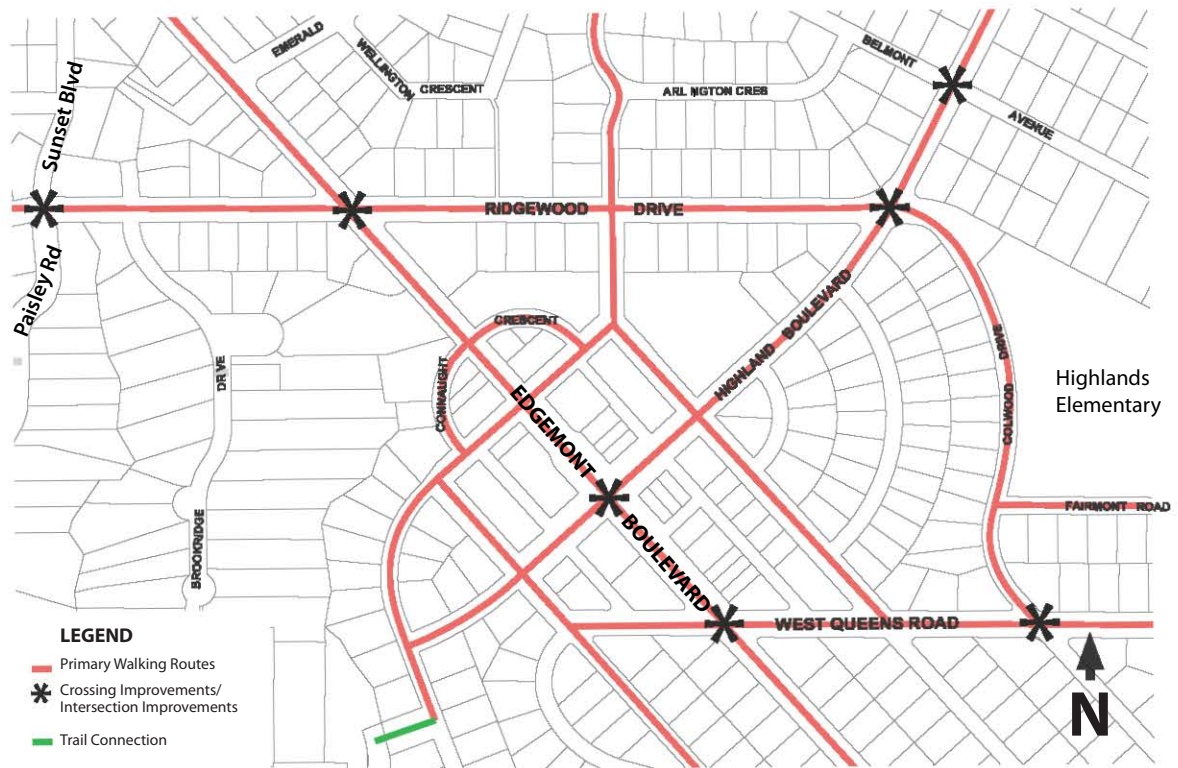 EMERALD
WELLINGTON
CRESCENT
BELMONT
AVENUE
ARLINGTON CRES
Sunset Blvd
RIDGEWOOD DRIVE
Paisley Rd
CRESCENT
CONNAUGHT
DRIVE
BROOKRIDGE
HIGHLAND BOULEVARD
DRIVE
COLWOOD
Highlands
Elementary
EDGEMONT
BOULEVARD
FAIRMONT ROAD
WEST QUEENS ROAD
LEGEND
Primary Walking Routes
Crossing Improvements/
Intersection Improvements
Trail Connection
N